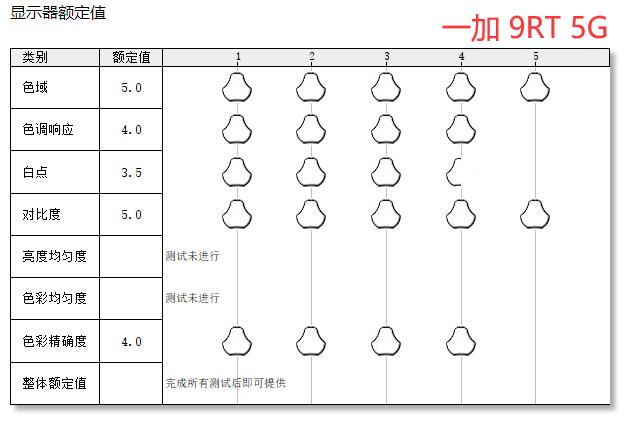 显示器额定值
一加 9RT 5G
类别 额定值 1 2 3 4 5
色域 5.0
色调响应 4.0
白点 3.5
对比度 5.0
亮度均匀度 测试未进行
色彩均匀度 测试未进行
色彩精确度 4.0
整体额定值 完成所有测试后即可提供